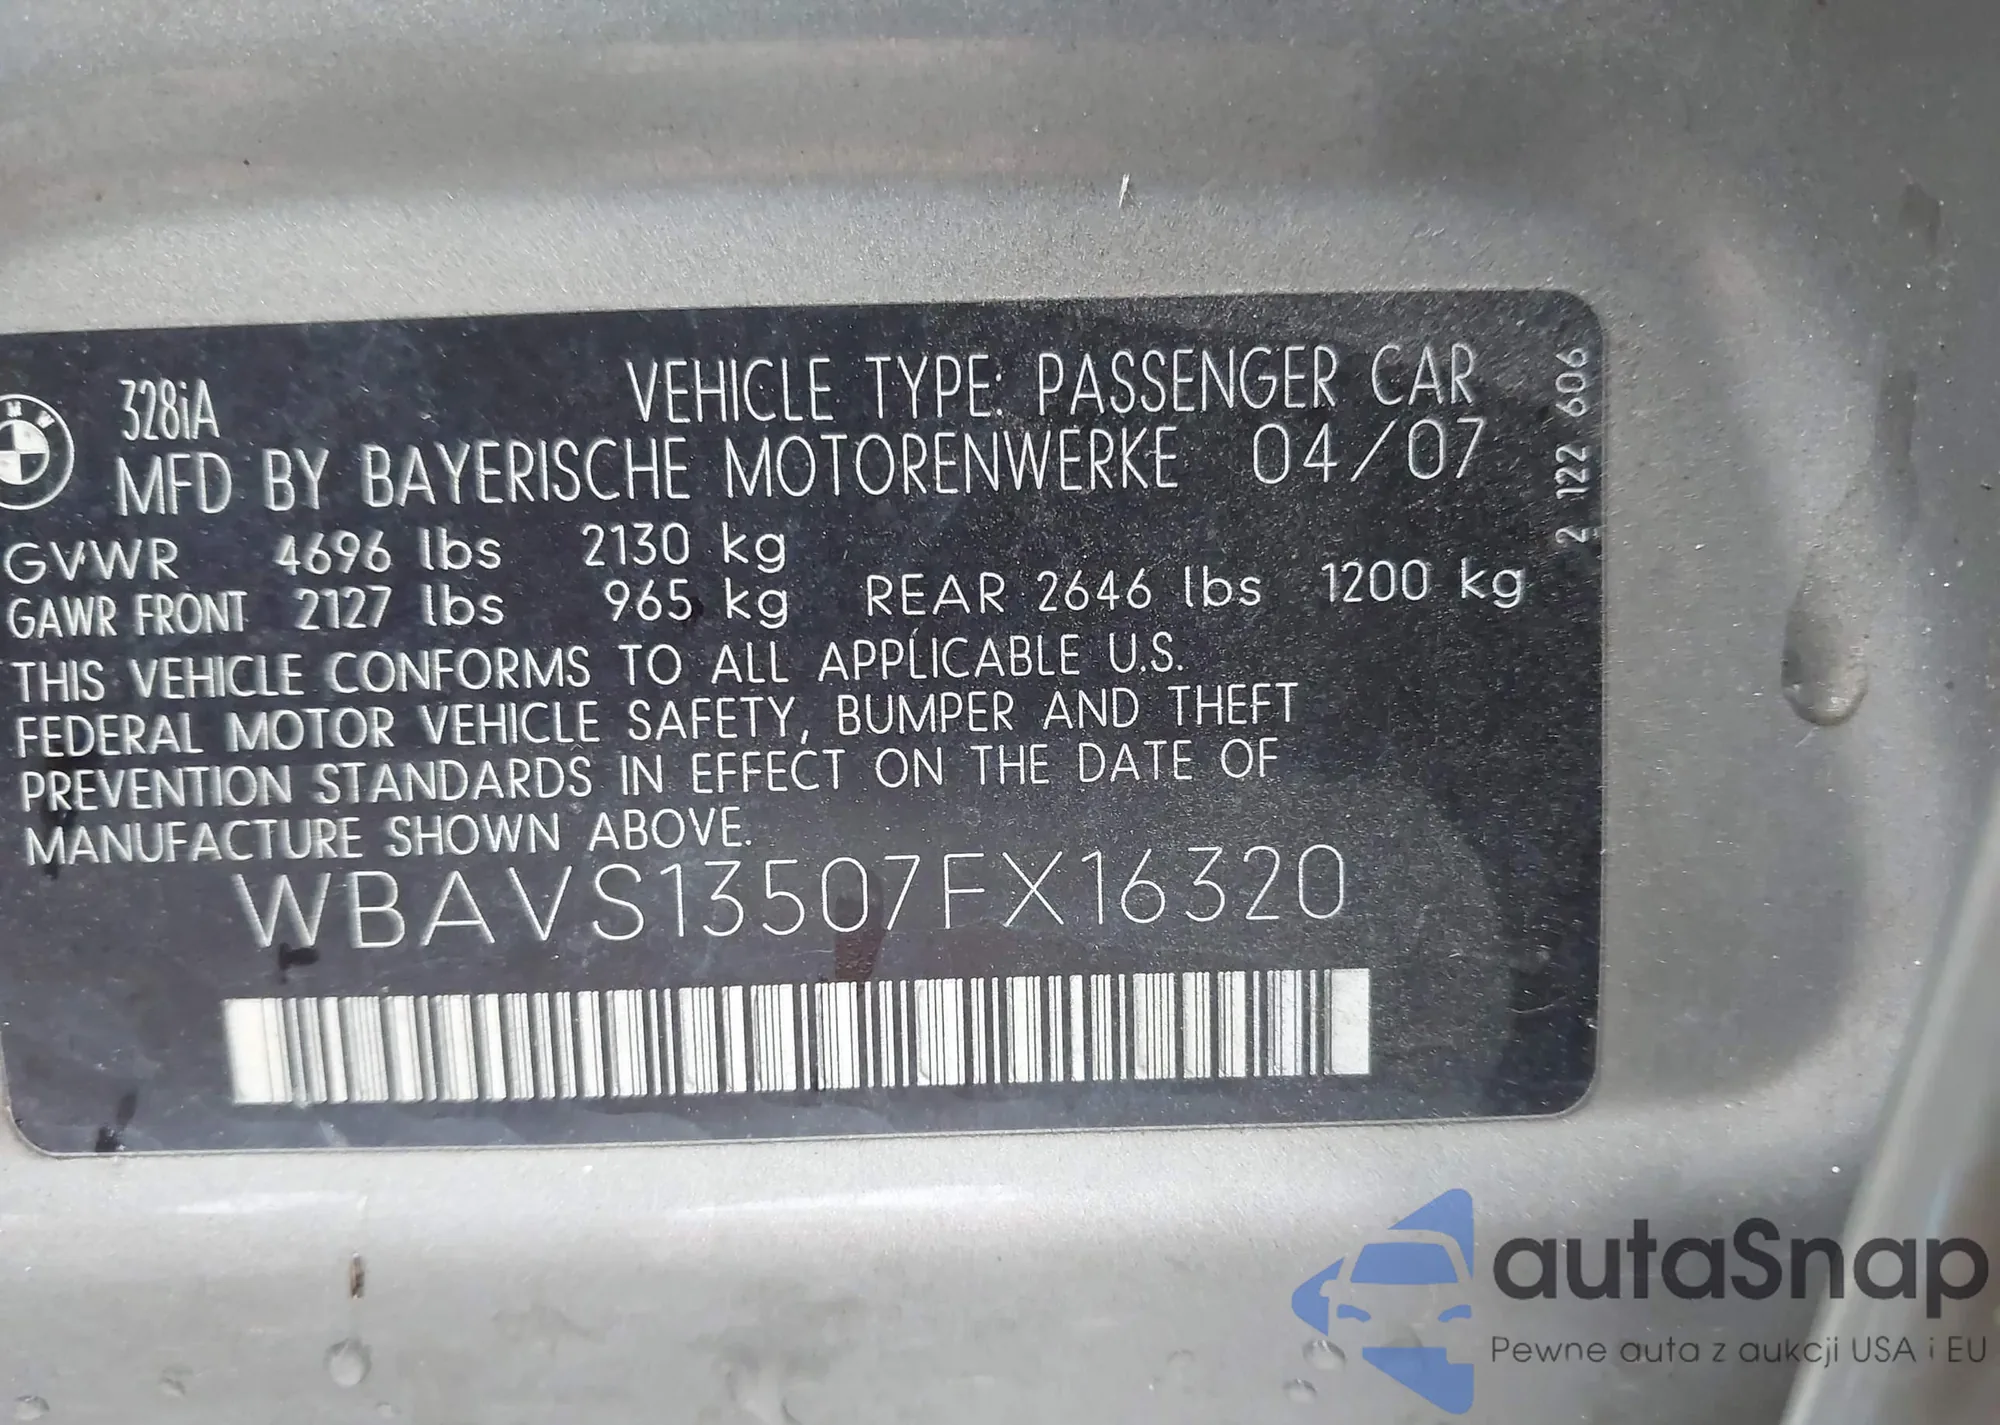 328iA VEHICLE TYPE: PASSENGER CAR
MFD BY BAYERISCHE MOTORENWERKE 04/07
GVWR 4696 lbs 2130 kg
GAWR FRONT 2127 lbs 965 kg REAR 2646 lbs 1200 kg
THIS VEHICLE CONFORMS TO ALL APPLICABLE U.S.
FEDERAL MOTOR VEHICLE SAFETY, BUMPER AND THEFT
PREVENTION STANDARDS IN EFFECT ON THE DATE OF
MANUFACTURE SHOWN ABOVE.
WBAVS13507FX16320
2 122 606
BMW
autaSnap
Pewne auta z aukcji USA i EU